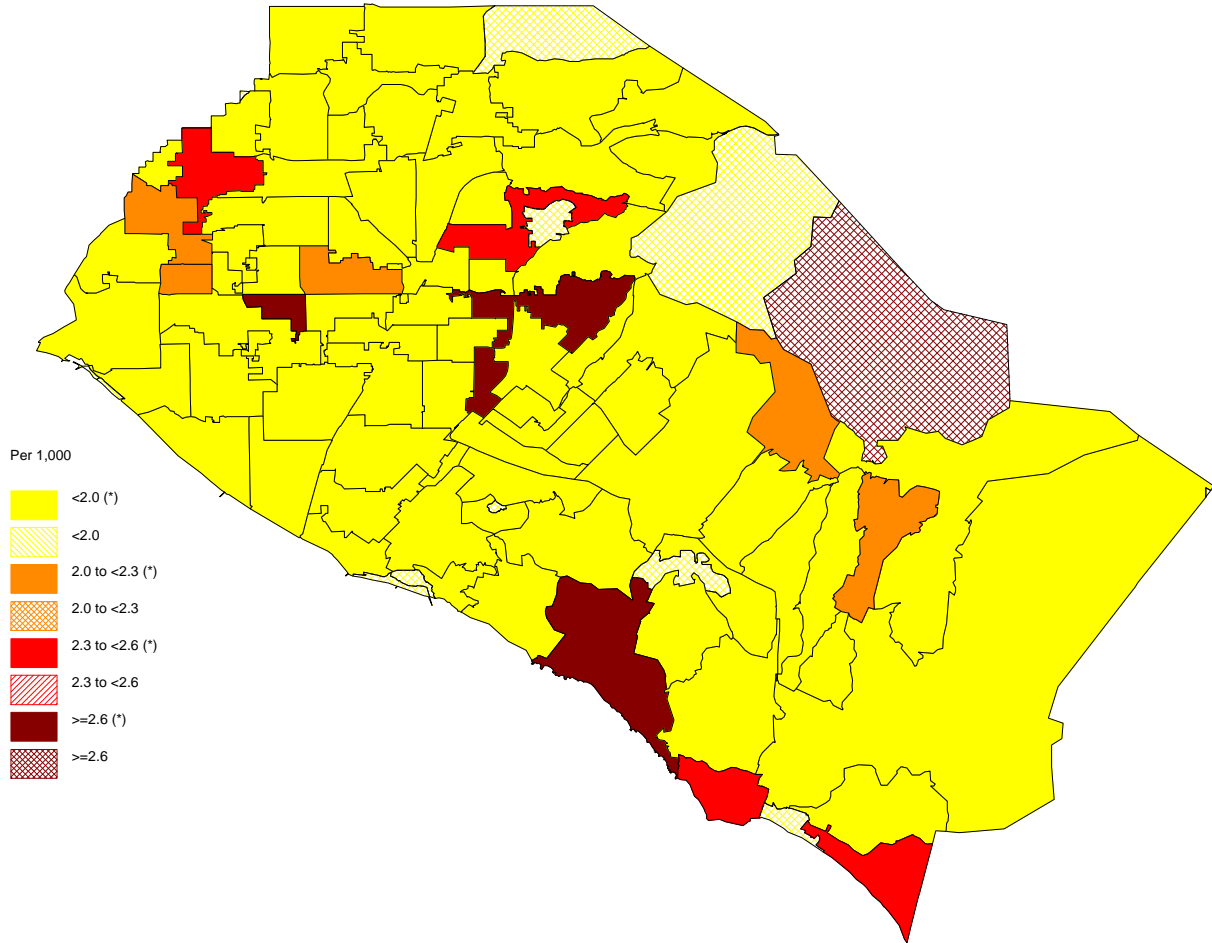 Per 1,000
<2.0 (*)
<2.0
2.0 to <2.3 (*)
2.0 to <2.3
2.3 to <2.6 (*)
2.3 to <2.6
>=2.6 (*)
>=2.6